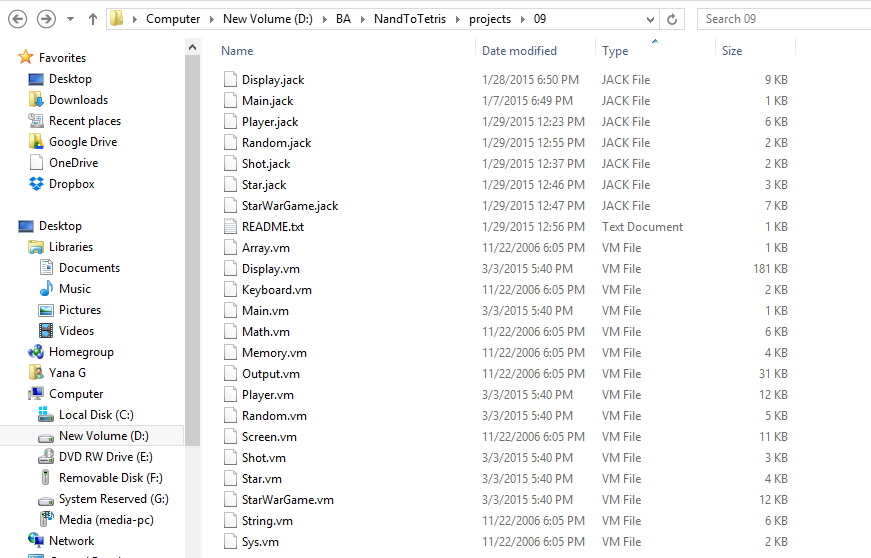 Computer New Volume (D:) BA NandToTetris projects 09 Search 09
Favorites
Desktop
Downloads
Recent places
Google Drive
OneDrive
Dropbox
Desktop
Libraries
Documents
Music
Pictures
Videos
Homegroup
Yana G
Computer
Local Disk (C:)
New Volume (D:)
DVD RW Drive (E:)
Removable Disk (F:)
System Reserved (G:)
Media (media-pc)
Network
Name Date modified Type Size
Display.jack 1/28/2015 6:50 PM JACK File 9 KB
Main.jack 1/7/2015 6:49 PM JACK File 1 KB
Player.jack 1/29/2015 12:23 PM JACK File 6 KB
Random.jack 1/29/2015 12:55 PM JACK File 2 KB
Shot.jack 1/29/2015 12:37 PM JACK File 2 KB
Star.jack 1/29/2015 12:46 PM JACK File 3 KB
StarWarGame.jack 1/29/2015 12:47 PM JACK File 7 KB
README.txt 1/29/2015 12:56 PM Text Document 1 KB
Array.vm 11/22/2006 6:05 PM VM File 1 KB
Display.vm 3/3/2015 5:40 PM VM File 181 KB
Keyboard.vm 11/22/2006 6:05 PM VM File 2 KB
Main.vm 3/3/2015 5:40 PM VM File 1 KB
Math.vm 11/22/2006 6:05 PM VM File 6 KB
Memory.vm 11/22/2006 6:05 PM VM File 4 KB
Output.vm 11/22/2006 6:05 PM VM File 31 KB
Player.vm 3/3/2015 5:40 PM VM File 12 KB
Random.vm 3/3/2015 5:40 PM VM File 5 KB
Screen.vm 11/22/2006 6:05 PM VM File 11 KB
Shot.vm 3/3/2015 5:40 PM VM File 3 KB
Star.vm 3/3/2015 5:40 PM VM File 4 KB
StarWarGame.vm 3/3/2015 5:40 PM VM File 12 KB
String.vm 11/22/2006 6:05 PM VM File 6 KB
Sys.vm 11/22/2006 6:05 PM VM File 2 KB